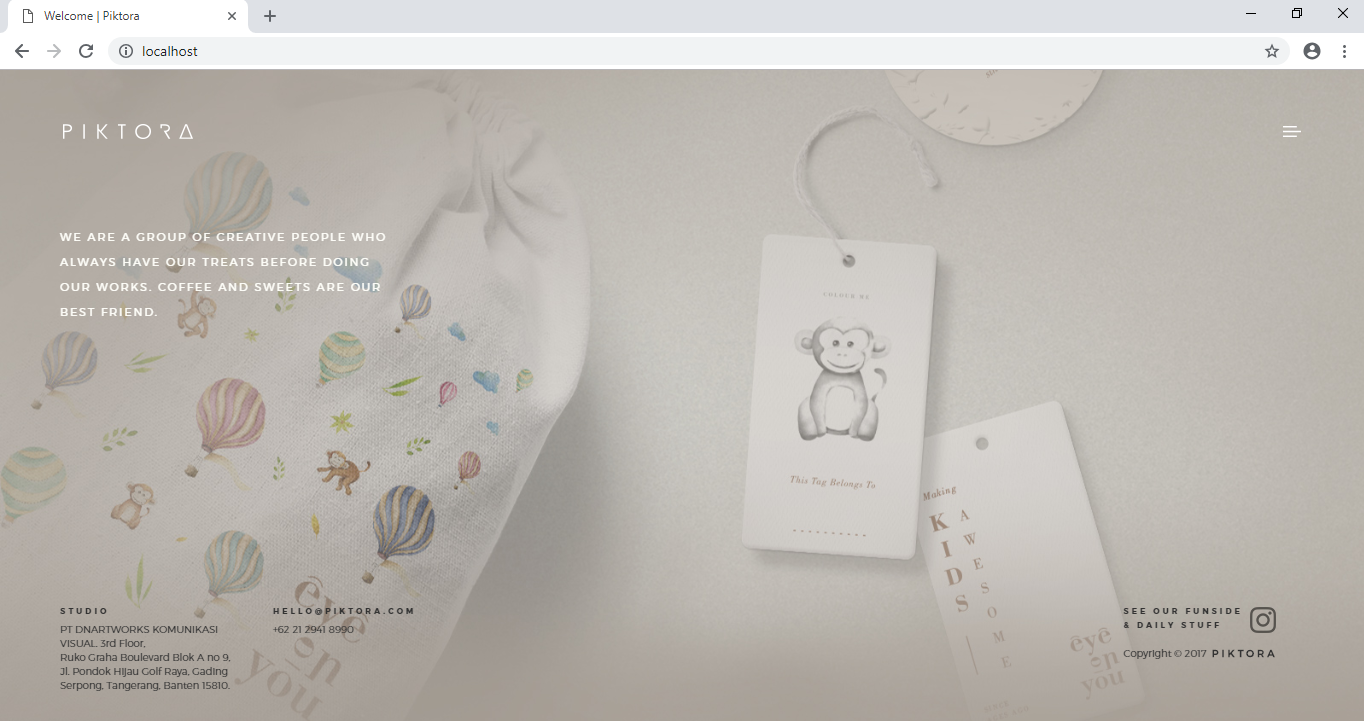 Welcome | Piktora
localhost
PIKTORA
WE ARE A GROUP OF CREATIVE PEOPLE WHO
ALWAYS HAVE OUR TREATS BEFORE DOING
OUR WORKS. COFFEE AND SWEETS ARE OUR
BEST FRIEND.
COLOUR ME
This Tag Belongs To
Making
KIDS
AWESOME
êyê
on
you
êyê
on
you
STUDIO
PT DNARTWORKS KOMUNIKASI
VISUAL. 3rd Floor,
Ruko Graha Boulevard Blok A no 9,
Jl. Pondok Hijau Golf Raya, Gading
Serpong, Tangerang, Banten 15810.
HELLO@PIKTORA.COM
+62 21 2941 8990
SEE OUR FUNSIDE
& DAILY STUFF
Copyright © 2017 PIKTORA